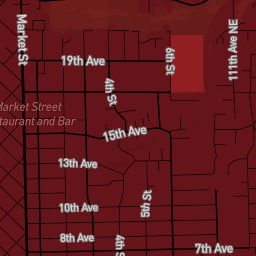 Market St
19th Ave
6th St
111th Ave NE
4th St
Market Street
staurant and Bar
15th Ave
13th Ave
5th St
10th Ave
8th Ave
4th St
7th Ave